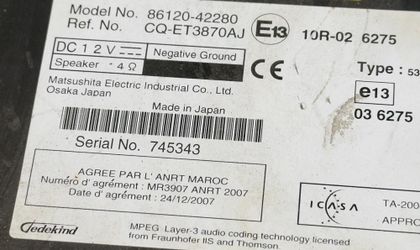 Model No. 86120-42280
Ref. No. CQ-ET3870AJ
E13 10R-02 6275
DC 12V
Negative Ground
Speaker 4Ω
CE
Type : 53
Matsushita Electric Industrial Co., Ltd.
Osaka Japan
e13
03 6275
Made in Japan
Serial No. 745343
AGREE PAR L' ANRT MAROC
Numéro d' agrément : MR3907 ANRT 2007
Date d' agrément : 24/12/2007
ICASA
TA-200
APPRO
Gedekind
MPEG Layer-3 audio coding technology licensed
from Fraunhofer IIS and Thomson